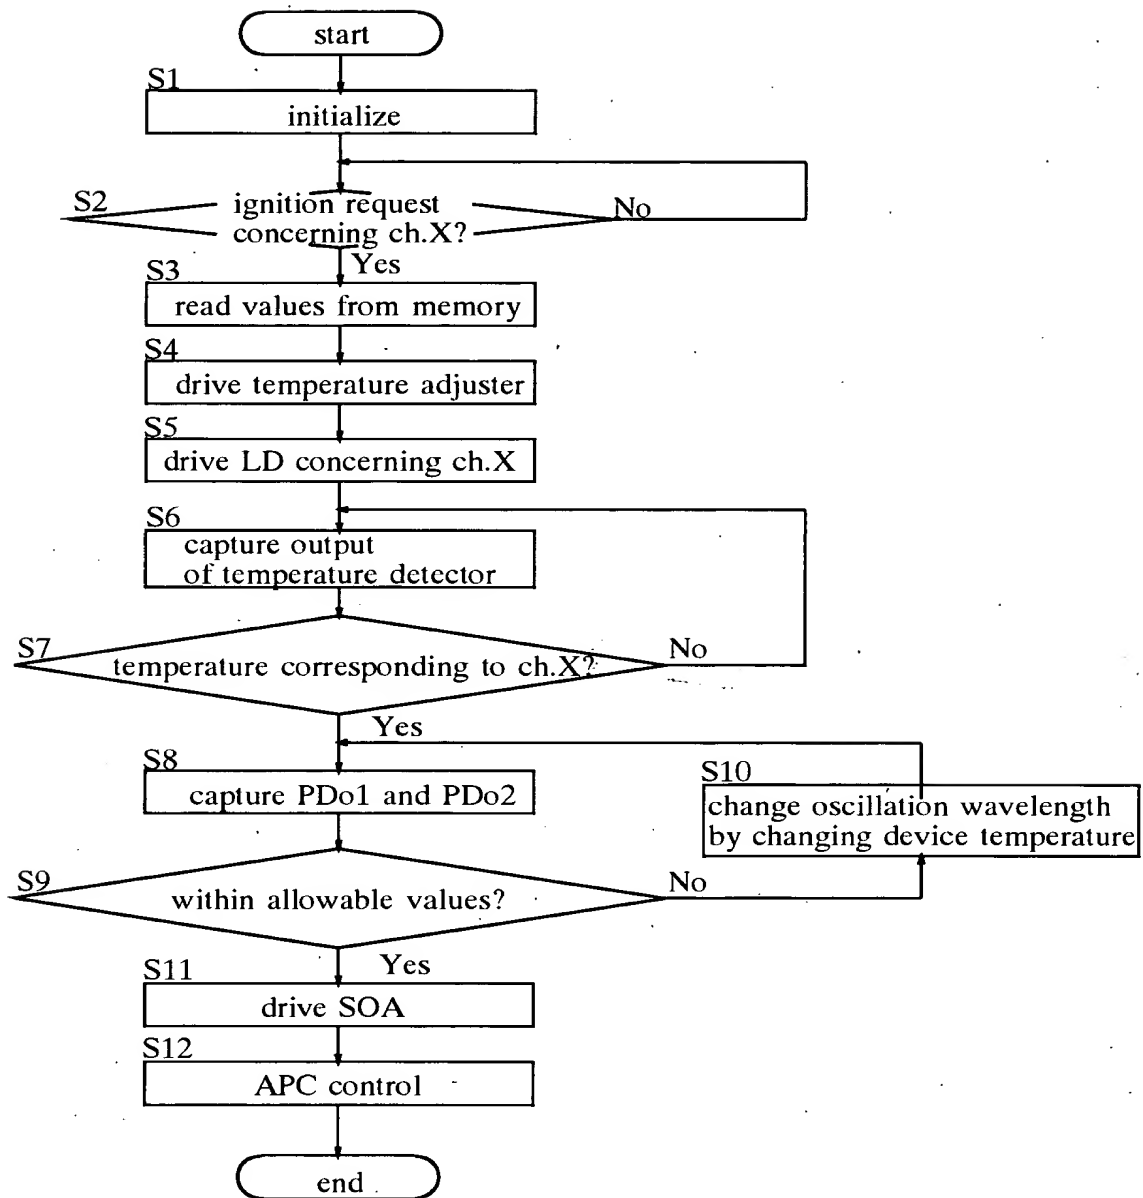 start
S1
initialize
S2
ignition request
concerning ch.X?
No
Yes
S3
read values from memory
S4
drive temperature adjuster
S5
drive LD concerning ch.X
S6
capture output
of temperature detector
S7
temperature corresponding to ch.X?
No
Yes
S8
capture PDo1 and PDo2
S10
change oscillation wavelength
by changing device temperature
S9
within allowable values?
No
Yes
S11
drive SOA
S12
APC control
end